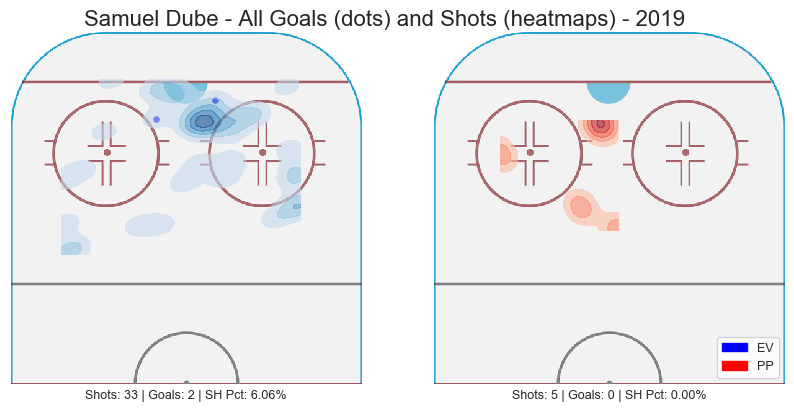 Samuel Dube - All Goals (dots) and Shots (heatmaps) - 2019
EV
PP
Shots: 33 | Goals: 2 | SH Pct: 6.06%
Shots: 5 | Goals: 0 | SH Pct: 0.00%